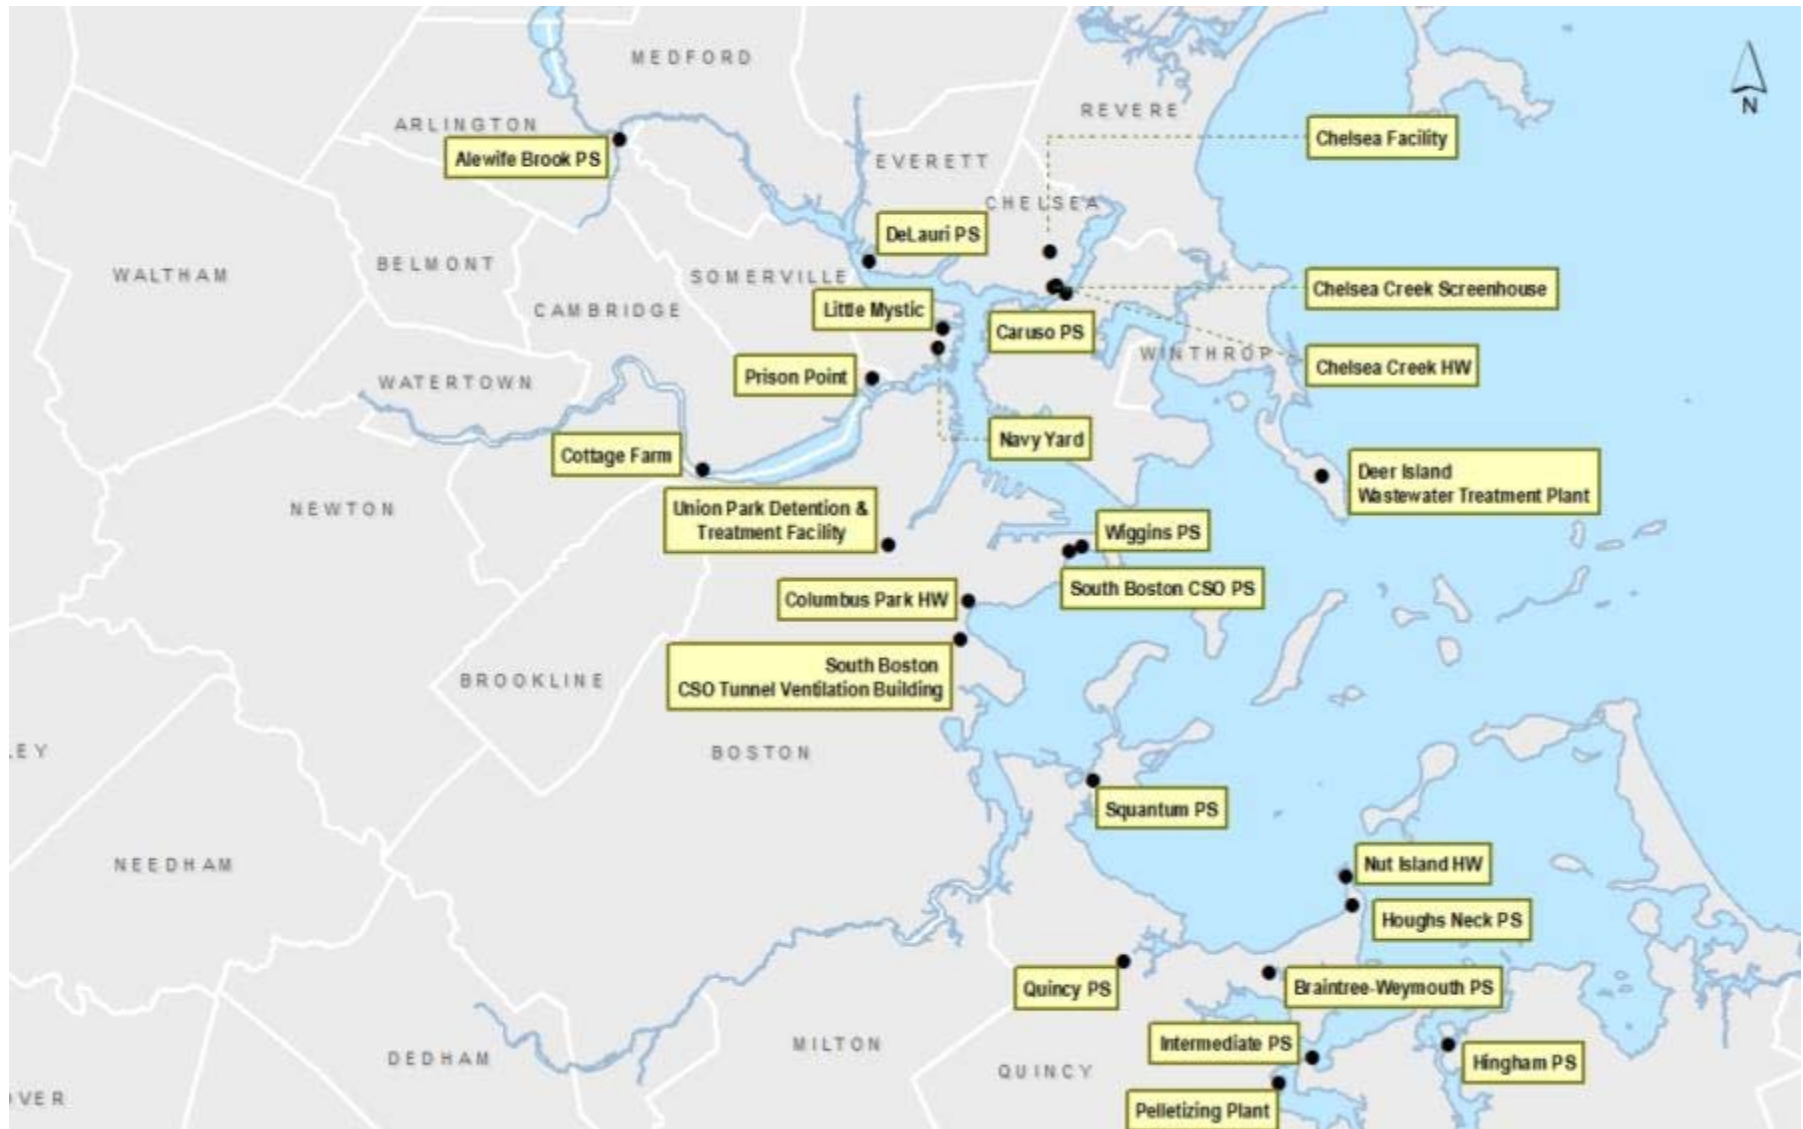 MEDFORD
REVERE
ARLINGTON
Chelsea Facility
Alewife Brook PS
EVERETT
CHELSEA
DeLauri PS
BELMONT
WALTHAM
SOMERVILLE
Chelsea Creek Screenhouse
Little Mystic
CAMBRIDGE
Caruso PS
WINTHROP
Chelsea Creek HW
Prison Point
WATERTOWN
Navy Yard
Cottage Farm
Deer Island
Wastewater Treatment Plant
NEWTON
Union Park Detention &
Treatment Facility
Wiggins PS
South Boston CSO PS
Columbus Park HW
South Boston
CSO Tunnel Ventilation Building
BROOKLINE
LEY
BOSTON
Squantum PS
NEEDHAM
Nut Island HW
Houghs Neck PS
Quincy PS
Braintree-Weymouth PS
Intermediate PS
MILTON
DEDHAM
Hingham PS
QUINCY
OVER
Pelletizing Plant
N